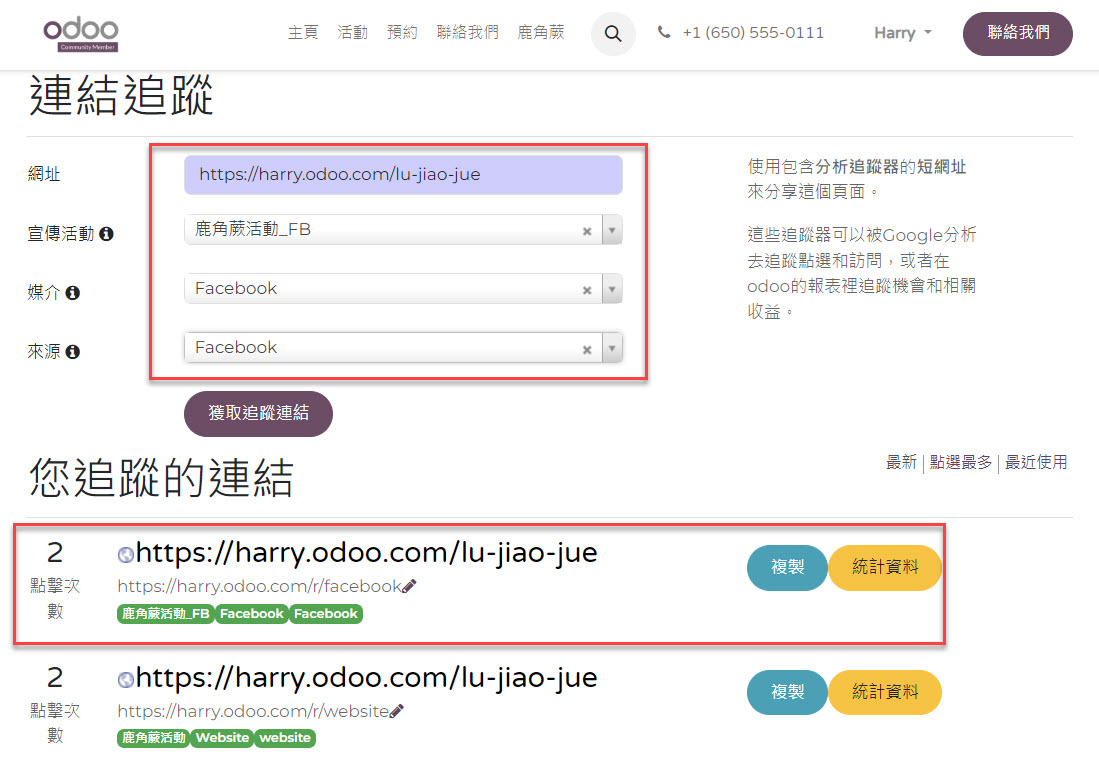 odoo
Community Member
主頁 活動 預約 聯絡我們 鹿角蕨 +1 (650) 555-0111 Harry 聯絡我們
連結追蹤
網址 https://harry.odoo.com/lu-jiao-jue
宣傳活動 鹿角蕨活動_FB
媒介 Facebook
來源 Facebook
使用包含分析追蹤器的短網址
來分享這個頁面。
這些追蹤器可以被Google分析
去追蹤點選和訪問，或者在
odoo的報表裡追蹤機會和相關
收益。
獲取追蹤連結
您追蹤的連結
最新 | 點選最多 | 最近使用
2
點擊次
數
https://harry.odoo.com/lu-jiao-jue
https://harry.odoo.com/r/facebook
鹿角蕨活動_FB Facebook Facebook
複製 統計資料
2
點擊次
數
https://harry.odoo.com/lu-jiao-jue
https://harry.odoo.com/r/website
鹿角蕨活動 Website website
複製 統計資料